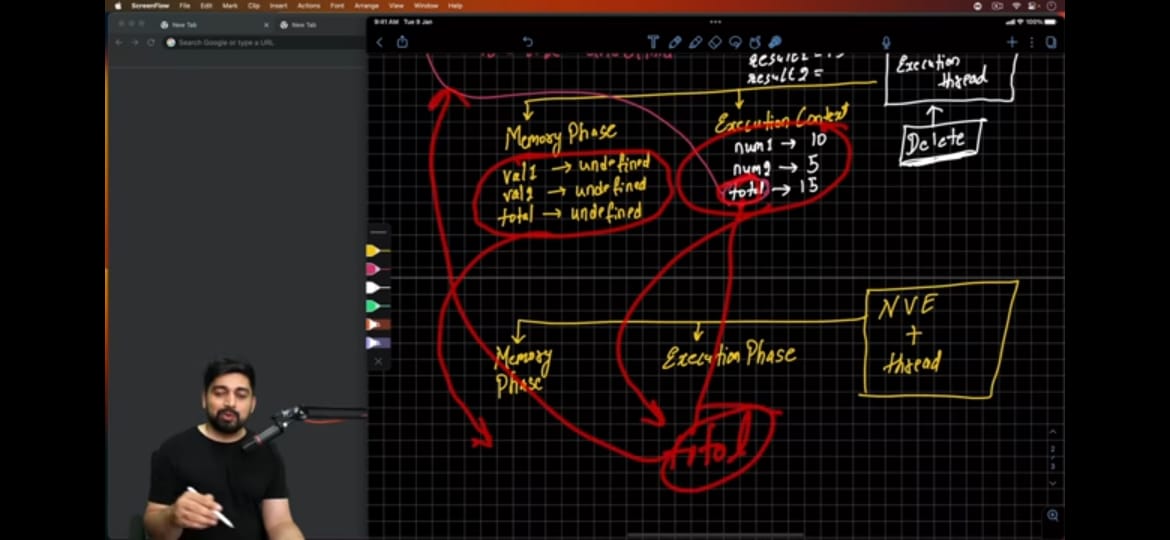 ScreenFlow File Edit Mark Clip Insert Actions Font Arrange View Window Help
New Tab
New Tab
Search Google or type a URL
9:41 AM Tue 9 Jan
100%
result2 =
Execution
thread
Memory Phase
val1 → undefined
val2 → undefined
total → undefined
Execution Context
num1 → 10
num2 → 5
total → 15
Delete
Memory
Phase
Execution Phase
NVE
+
thread
total
2
3